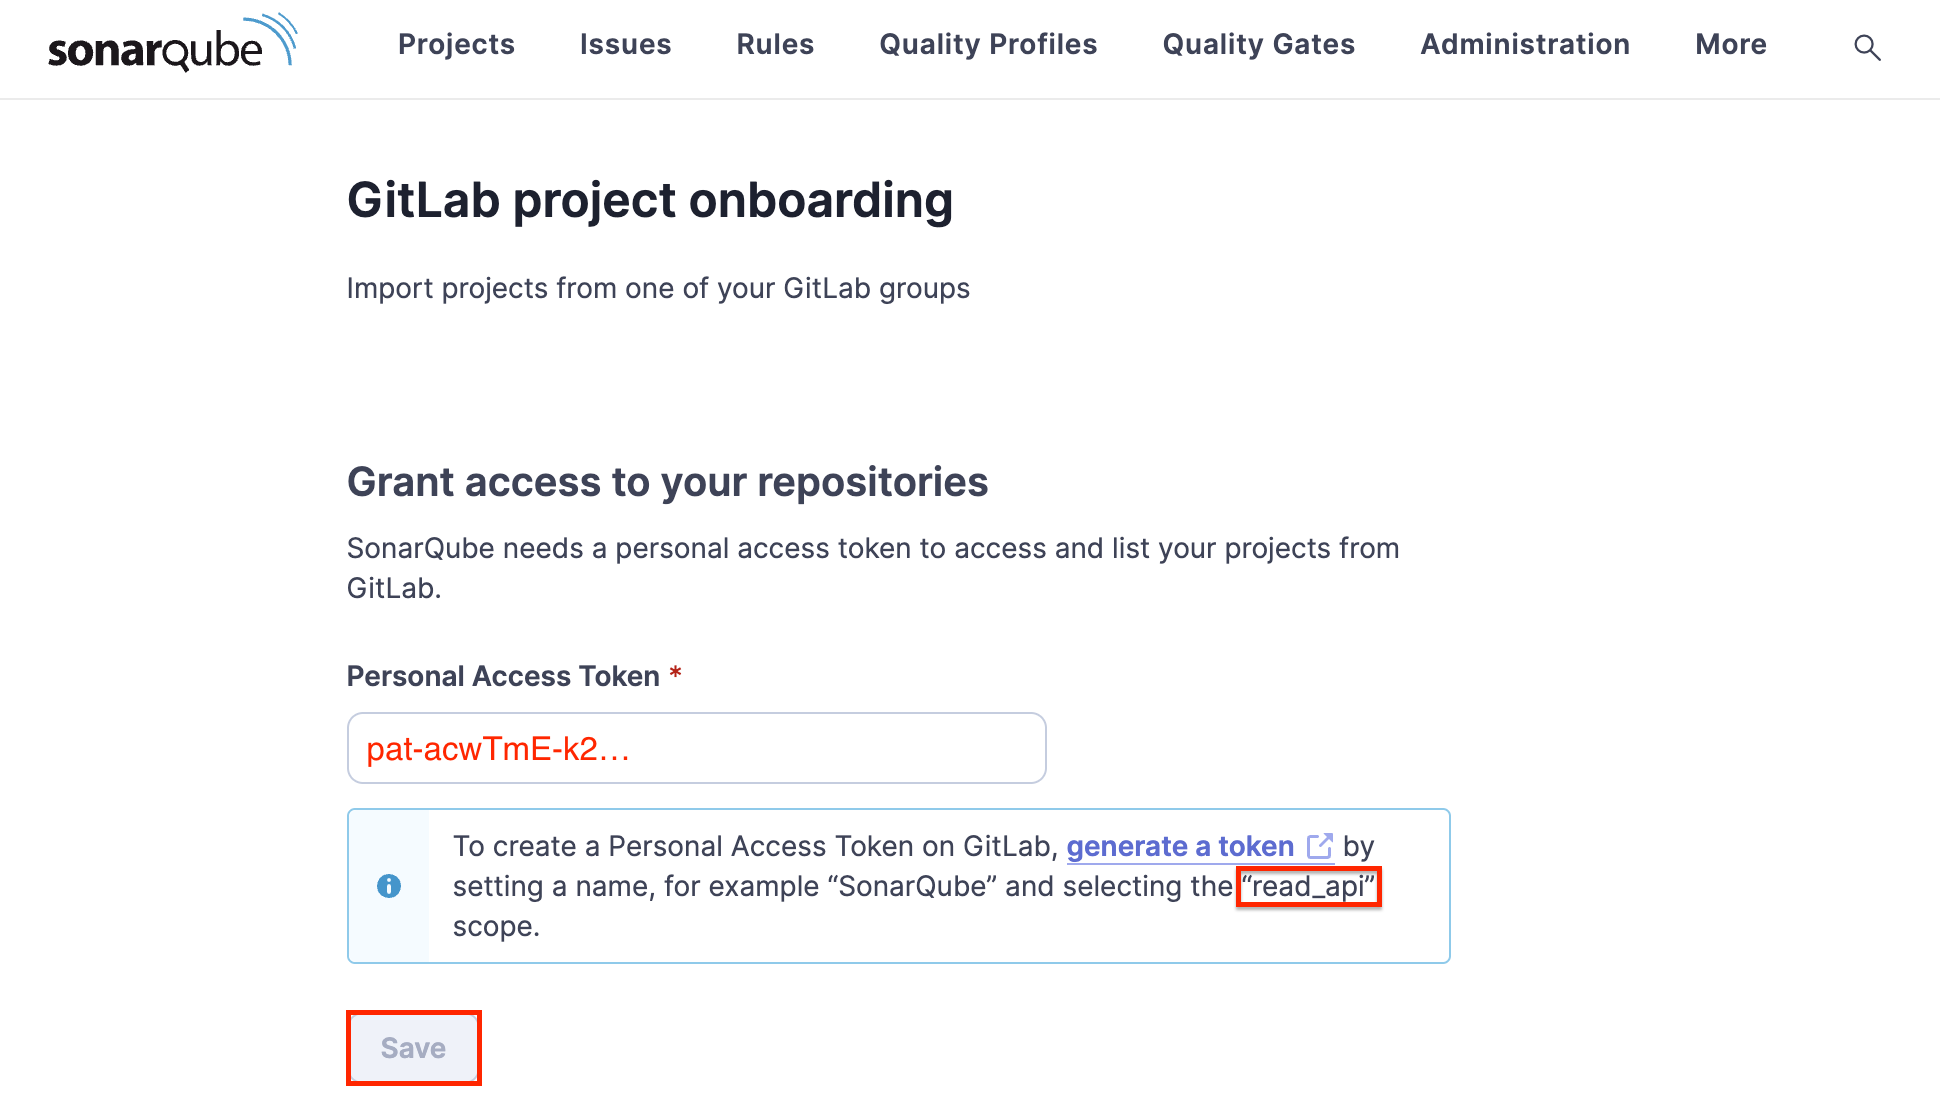 sonarqube Projects Issues Rules Quality Profiles Quality Gates Administration More
GitLab project onboarding
Import projects from one of your GitLab groups
Grant access to your repositories
SonarQube needs a personal access token to access and list your projects from
GitLab.
Personal Access Token *
pat-acwTmE-k2...
To create a Personal Access Token on GitLab, generate a token by
setting a name, for example “SonarQube” and selecting the “read_api”
scope.
Save